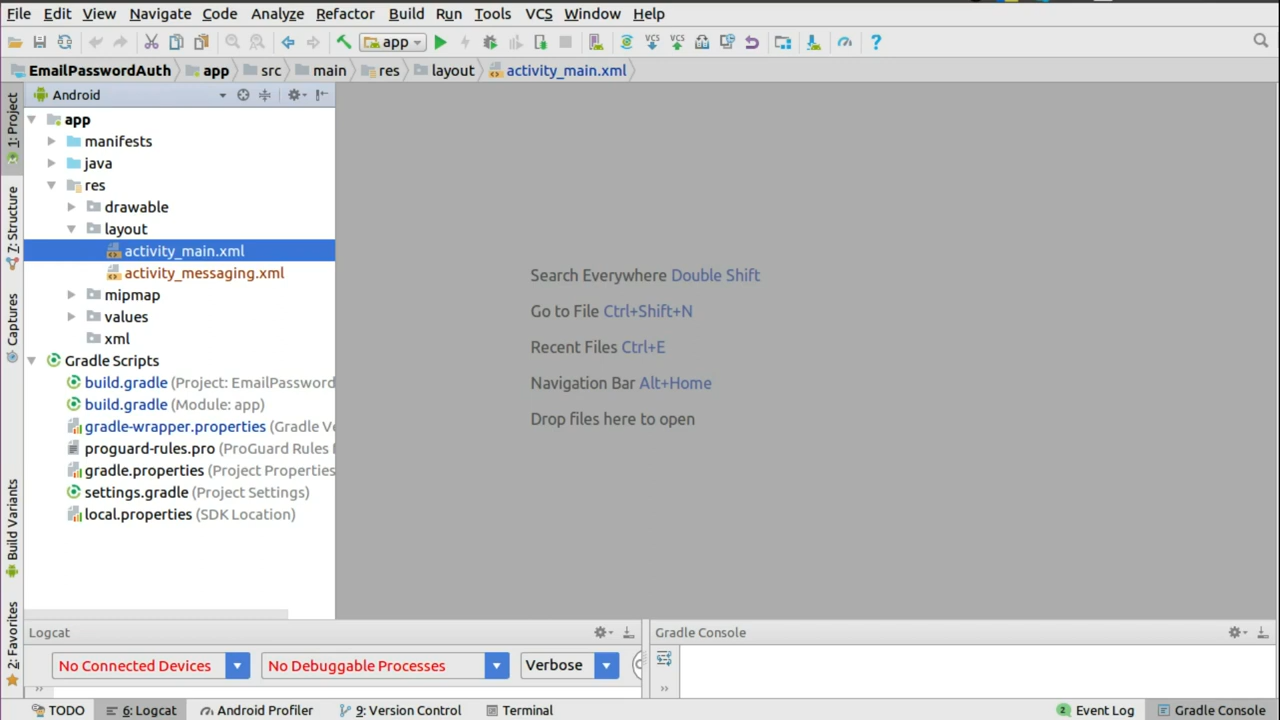 File Edit View Navigate Code Analyze Refactor Build Run Tools VCS Window Help
app VCS VCS ?
EmailPasswordAuth app src main res layout activity_main.xml
1: Project
7: Structure
Captures
Build Variants
2: Favorites
Android
app
manifests
java
res
drawable
layout
activity_main.xml
activity_messaging.xml
mipmap
values
xml
Gradle Scripts
build.gradle (Project: EmailPassword
build.gradle (Module: app)
gradle-wrapper.properties (Gradle Ve
proguard-rules.pro (ProGuard Rules
gradle.properties (Project Properties
settings.gradle (Project Settings)
local.properties (SDK Location)
Search Everywhere Double Shift
Go to File Ctrl+Shift+N
Recent Files Ctrl+E
Navigation Bar Alt+Home
Drop files here to open
Logcat
No Connected Devices No Debuggable Processes Verbose
Gradle Console
TODO 6: Logcat Android Profiler 9: Version Control Terminal 2 Event Log Gradle Console